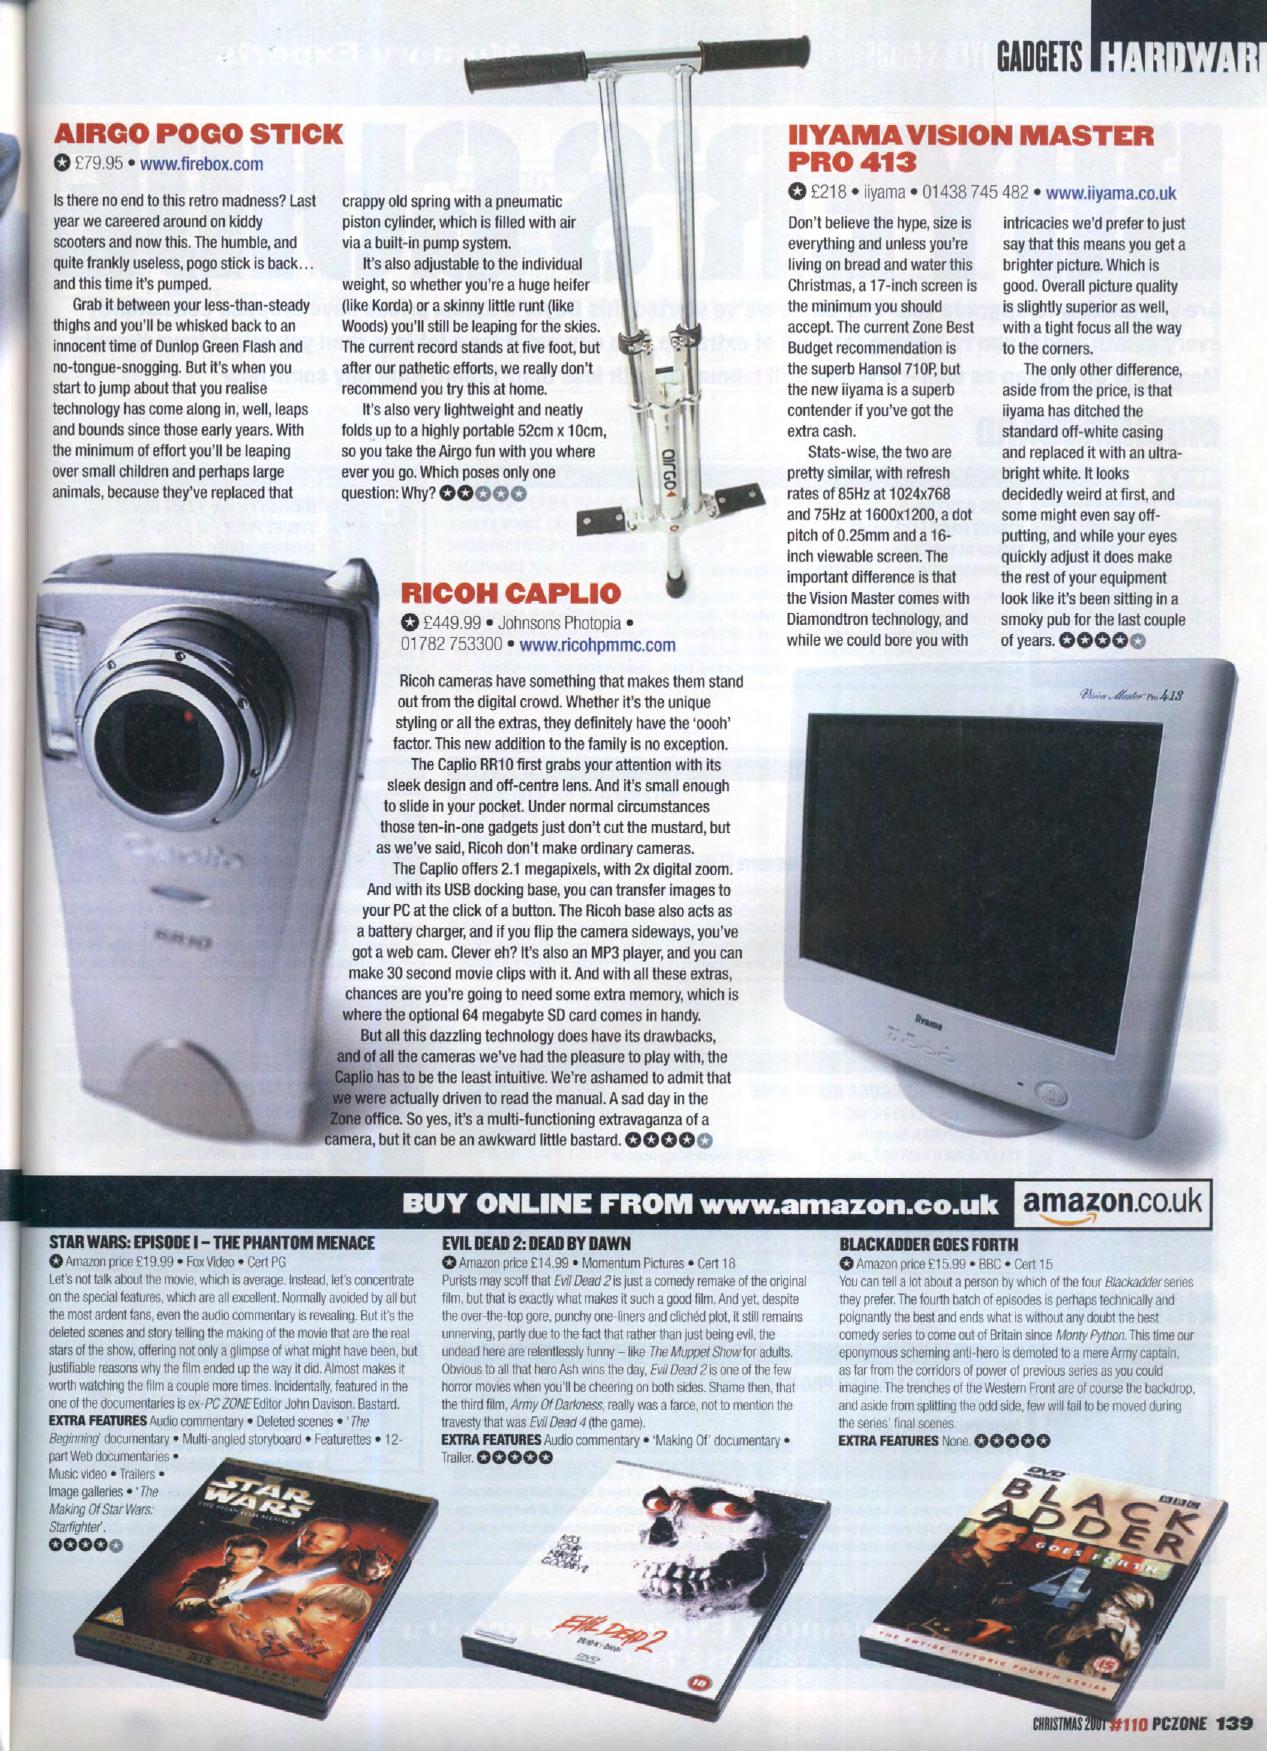 GADGETS HARDWAR
AIRGO POGO STICK
£79.95 • www.firebox.com
Is there no end to this retro madness? Last
year we careered around on kiddy
scooters and now this. The humble, and
quite frankly useless, pogo stick is back…
and this time it's pumped.
Grab it between your less-than-steady
thighs and you'll be whisked back to an
innocent time of Dunlop Green Flash and
no-tongue-snogging. But it's when you
start to jump about that you realise
technology has come along in, well, leaps
and bounds since those early years. With
the minimum of effort you'll be leaping
over small children and perhaps large
animals, because they've replaced that
crappy old spring with a pneumatic
piston cylinder, which is filled with air
via a built-in pump system.
It's also adjustable to the individual
weight, so whether you're a huge heifer
(like Korda) or a skinny little runt (like
Woods) you'll still be leaping for the skies.
The current record stands at five foot, but
after our pathetic efforts, we really don't
recommend you try this at home.
It's also very lightweight and neatly
folds up to a highly portable 52cm x 10cm,
so you take the Airgo fun with you where
ever you go. Which poses only one
question: Why?
AIRGO
IIYAMA VISION MASTER
PRO 413
£218 • iiyama • 01438 745 482 • www.iiyama.co.uk
Don't believe the hype, size is
everything and unless you're
living on bread and water this
Christmas, a 17-inch screen is
the minimum you should
accept. The current Zone Best
Budget recommendation is
the superb Hansol 710P, but
the new iiyama is a superb
contender if you've got the
extra cash.
Stats-wise, the two are
pretty similar, with refresh
rates of 85Hz at 1024x768
and 75Hz at 1600x1200, a dot
pitch of 0.25mm and a 16-
inch viewable screen. The
important difference is that
the Vision Master comes with
Diamondtron technology, and
while we could bore you with
intricacies we'd prefer to just
say that this means you get a
brighter picture. Which is
good. Overall picture quality
is slightly superior as well,
with a tight focus all the way
to the corners.
The only other difference,
aside from the price, is that
iiyama has ditched the
standard off-white casing
and replaced it with an ultra-
bright white. It looks
decidedly weird at first, and
some might even say off-
putting, and while your eyes
quickly adjust it does make
the rest of your equipment
look like it's been sitting in a
smoky pub for the last couple
of years.
Vision Master Pro 413
iiyama
RICOH CAPLIO
£449.99 • Johnsons Photopia •
01782 753300 • www.ricohpmmc.com
Ricoh cameras have something that makes them stand
out from the digital crowd. Whether it's the unique
styling or all the extras, they definitely have the 'oooh'
factor. This new addition to the family is no exception.
The Caplio RR10 first grabs your attention with its
sleek design and off-centre lens. And it's small enough
to slide in your pocket. Under normal circumstances
those ten-in-one gadgets just don't cut the mustard, but
as we've said, Ricoh don't make ordinary cameras.
The Caplio offers 2.1 megapixels, with 2x digital zoom.
And with its USB docking base, you can transfer images to
your PC at the click of a button. The Ricoh base also acts as
a battery charger, and if you flip the camera sideways, you've
got a web cam. Clever eh? It's also an MP3 player, and you can
make 30 second movie clips with it. And with all these extras,
chances are you're going to need some extra memory, which is
where the optional 64 megabyte SD card comes in handy.
But all this dazzling technology does have its drawbacks,
and of all the cameras we've had the pleasure to play with, the
Caplio has to be the least intuitive. We're ashamed to admit that
we were actually driven to read the manual. A sad day in the
Zone office. So yes, it's a multi-functioning extravaganza of a
camera, but it can be an awkward little bastard.
BUY ONLINE FROM www.amazon.co.uk
amazon.co.uk
STAR WARS: EPISODE I – THE PHANTOM MENACE
Amazon price £19.99 • Fox Video • Cert PG
Let's not talk about the movie, which is average. Instead, let's concentrate
on the special features, which are all excellent. Normally avoided by all but
the most ardent fans, even the audio commentary is revealing. But it's the
deleted scenes and story telling the making of the movie that are the real
stars of the show, offering not only a glimpse of what might have been, but
justifiable reasons why the film ended up the way it did. Almost makes it
worth watching the film a couple more times. Incidentally, featured in the
one of the documentaries is ex-PC ZONE Editor John Davison. Bastard.
EXTRA FEATURES Audio commentary • Deleted scenes • 'The
Beginning' documentary • Multi-angled storyboard • Featurettes • 12-
part Web documentaries •
Music video • Trailers •
Image galleries • 'The
Making Of Star Wars:
Starfighter'.
STAR
WARS
THE PHANTOM MENACE
PG
EVIL DEAD 2: DEAD BY DAWN
Amazon price £14.99 • Momentum Pictures • Cert 18
Purists may scoff that Evil Dead 2 is just a comedy remake of the original
film, but that is exactly what makes it such a good film. And yet, despite
the over-the-top gore, punchy one-liners and clichéd plot, it still remains
unnerving, partly due to the fact that rather than just being evil, the
undead here are relentlessly funny – like The Muppet Show for adults.
Obvious to all that hero Ash wins the day, Evil Dead 2 is one of the few
horror movies when you'll be cheering on both sides. Shame then, that
the third film, Army Of Darkness, really was a farce, not to mention the
travesty that was Evil Dead 4 (the game).
EXTRA FEATURES Audio commentary • 'Making Of' documentary •
Trailer.
KISS
YOUR
NERVES
GOODBYE
EVIL DEAD 2
DEAD BY DAWN
DVD
18
BLACKADDER GOES FORTH
Amazon price £15.99 • BBC • Cert 15
You can tell a lot about a person by which of the four Blackadder series
they prefer. The fourth batch of episodes is perhaps technically and
poignantly the best and ends what is without any doubt the best
comedy series to come out of Britain since Monty Python. This time our
eponymous scheming anti-hero is demoted to a mere Army captain,
as far from the corridors of power of previous series as you could
imagine. The trenches of the Western Front are of course the backdrop,
and aside from splitting the odd side, few will fail to be moved during
the series' final scenes.
EXTRA FEATURES None.
DVD
BBC
BLACK
ADDER
GOES FORTH
4
THE ENTIRE HISTORIC FOURTH SERIES
15
CHRISTMAS 2001 #110 PCZONE 139